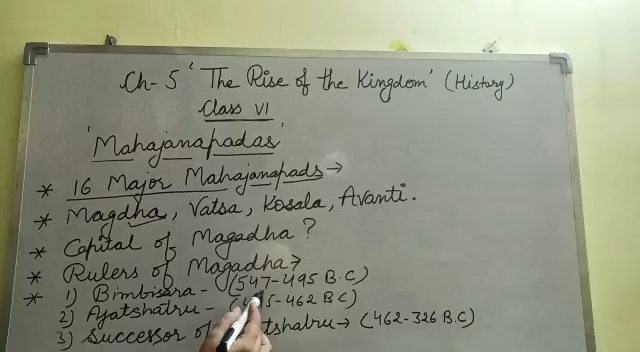 Ch- 5 'The Rise of the Kingdom' (History)
Class VI
'Mahajanapadas'
* 16 Major Mahajanapads →
* Magdha, Vatsa, Kosala, Avanti.
* Capital of Magadha ?
* Rulers of Magadha →
* 1) Bimbisara - (547-495 B.C)
2) Ajatshatru - 462 B C)
3) Successor of → (462-326 B.C)